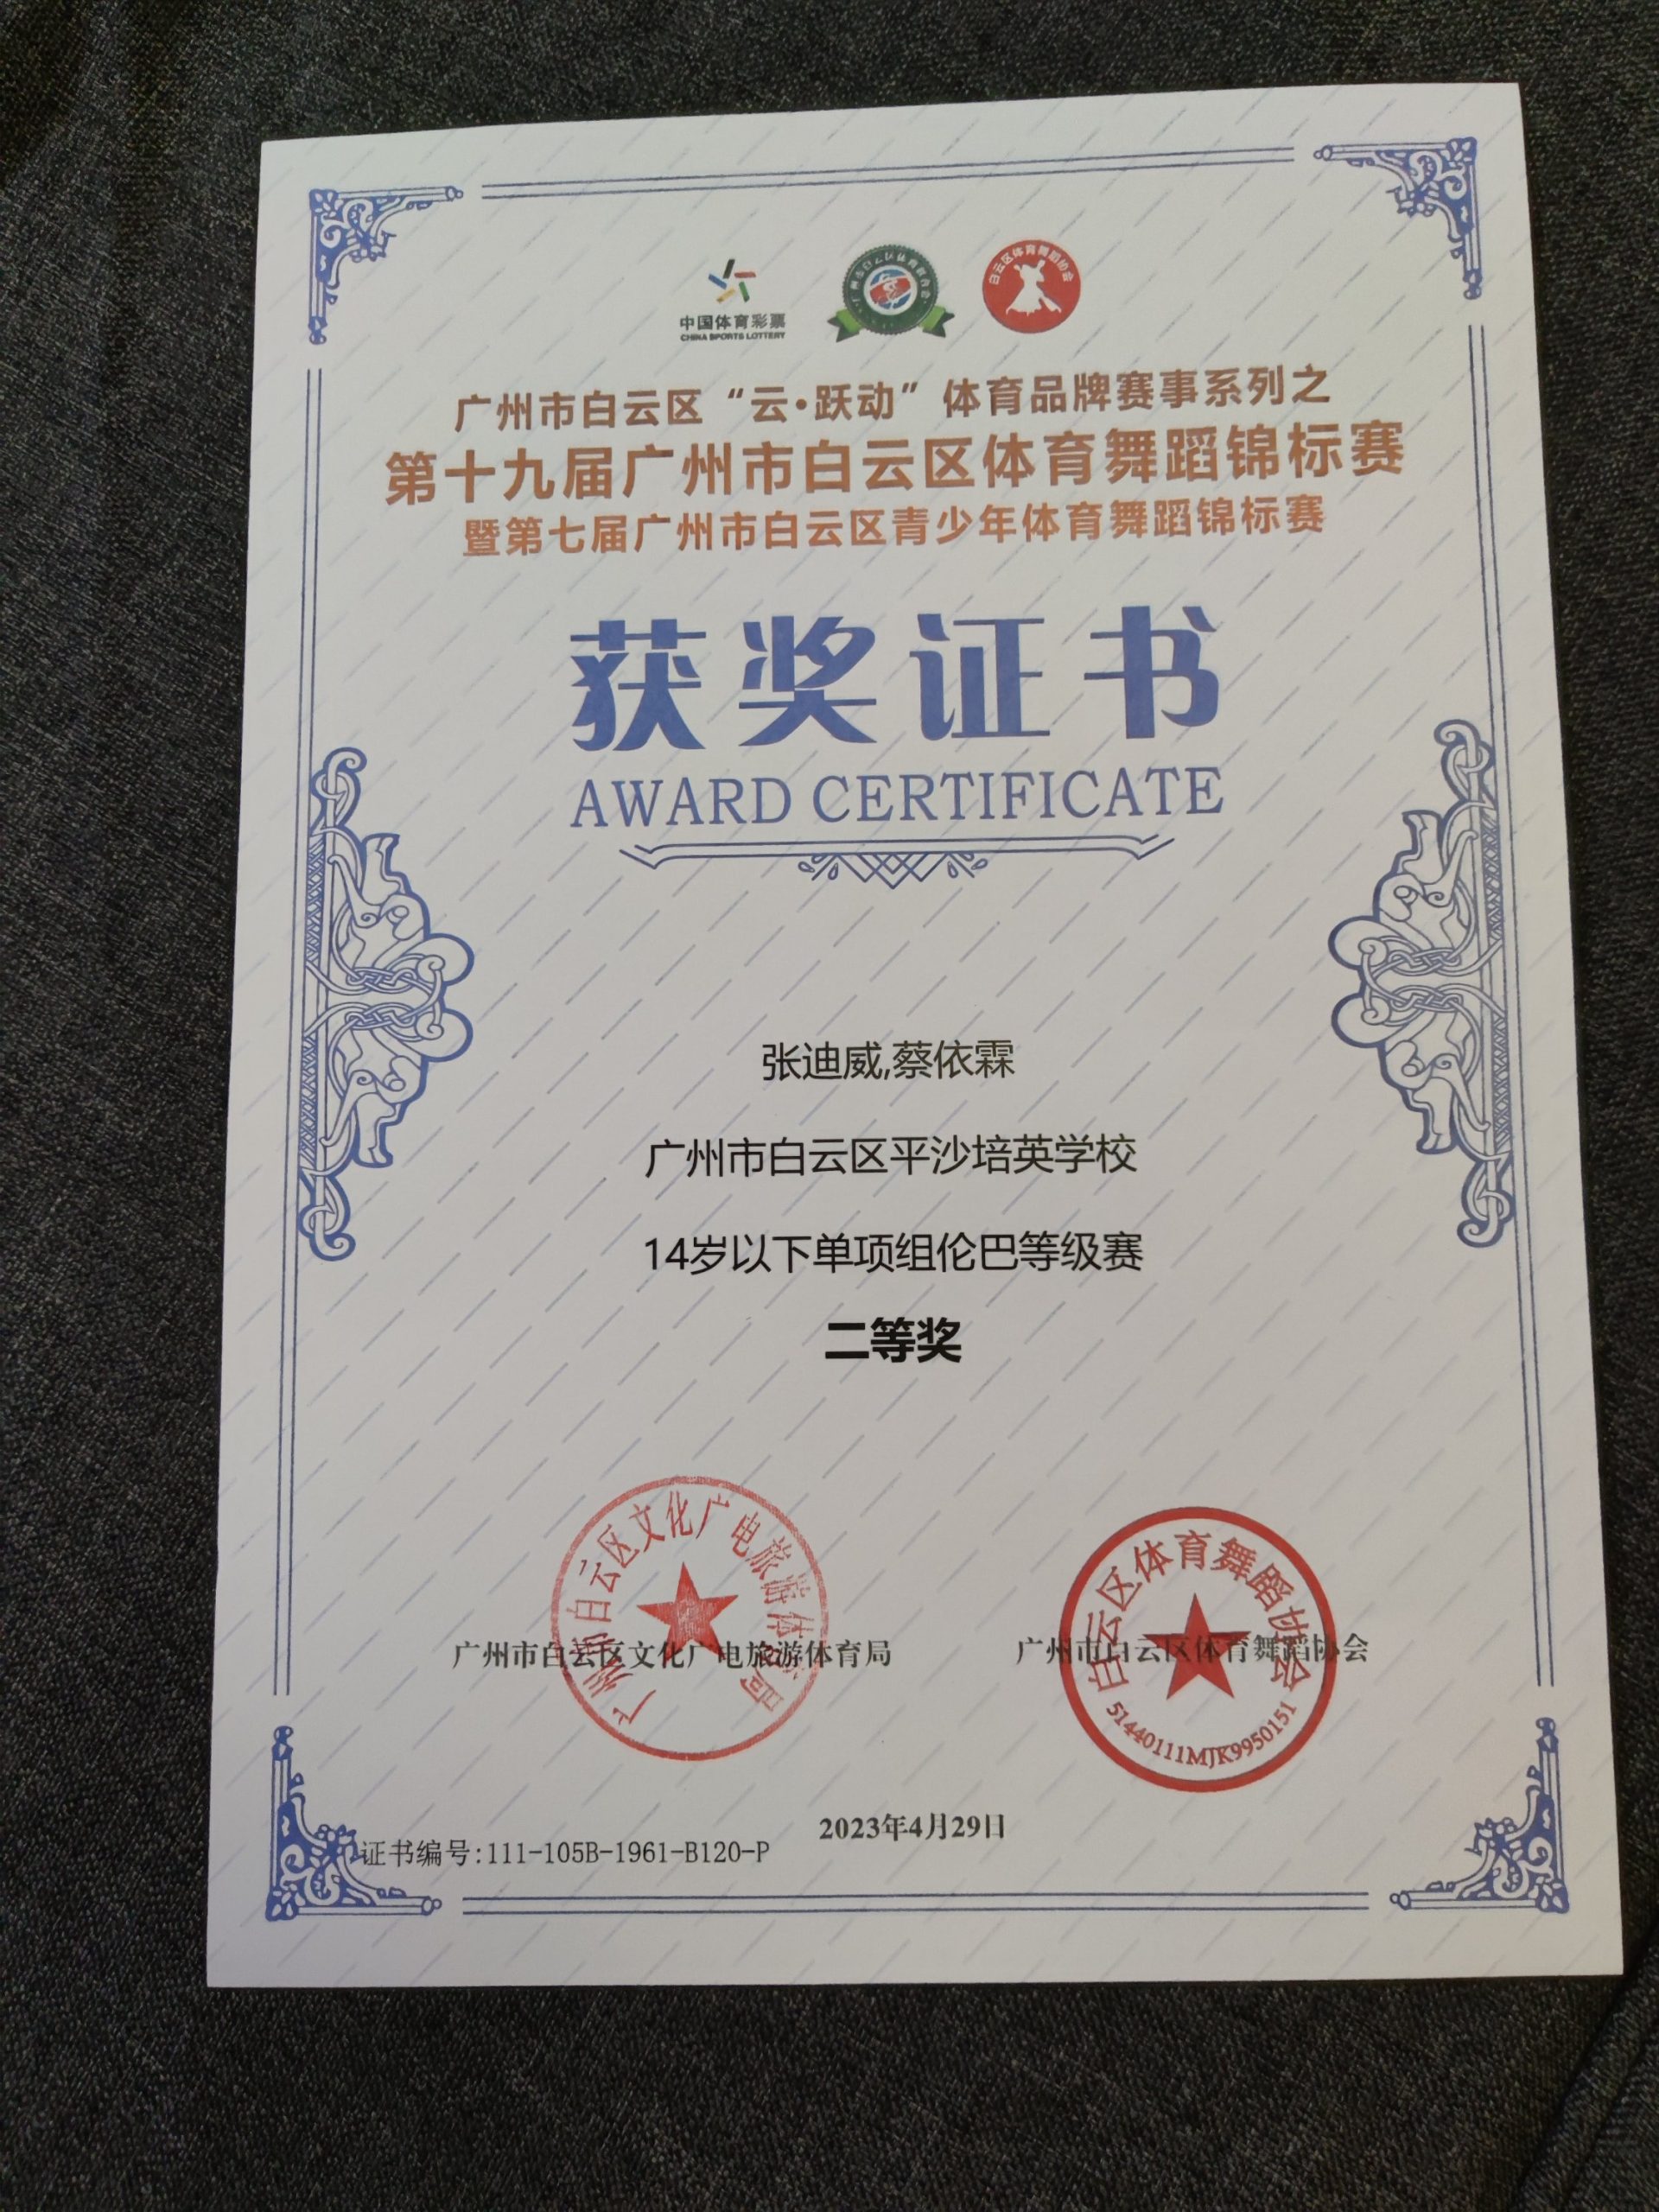 中国体育彩票
CHINA SPORTS LOTTERY
白云区体育舞蹈协会
广州市白云区“云·跃动”体育品牌赛事系列之
第十九届广州市白云区体育舞蹈锦标赛
暨第七届广州市白云区青少年体育舞蹈锦标赛
获奖证书
AWARD CERTIFICATE
张迪威,蔡依霖
广州市白云区平沙培英学校
14岁以下单项组伦巴等级赛
二等奖
广州市白云区文化广电旅游体育局
广州市白云区文化广电旅游体育局
白云区体育舞蹈协会
广州市白云区体育舞蹈协会
51440111MJK9950151
2023年4月29日
证书编号:111-105B-1961-B120-P